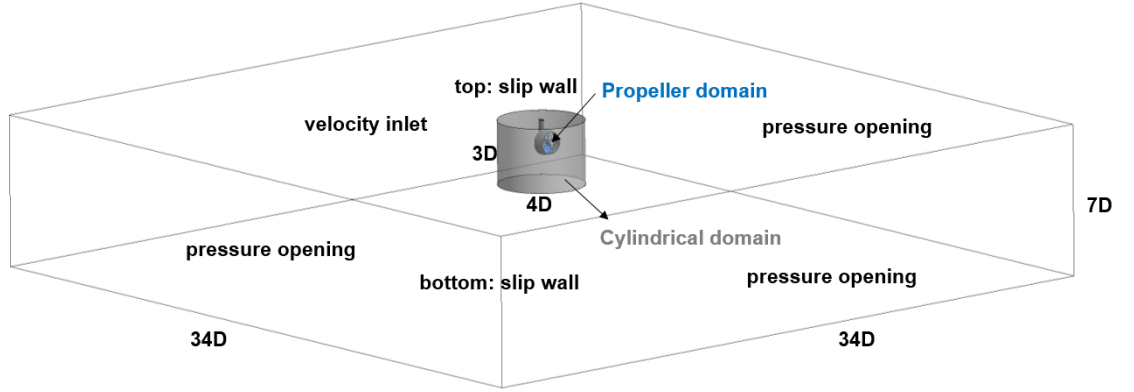 top: slip wall
Propeller domain
velocity inlet
pressure opening
3D
4D
7D
Cylindrical domain
pressure opening
bottom: slip wall
pressure opening
34D
34D